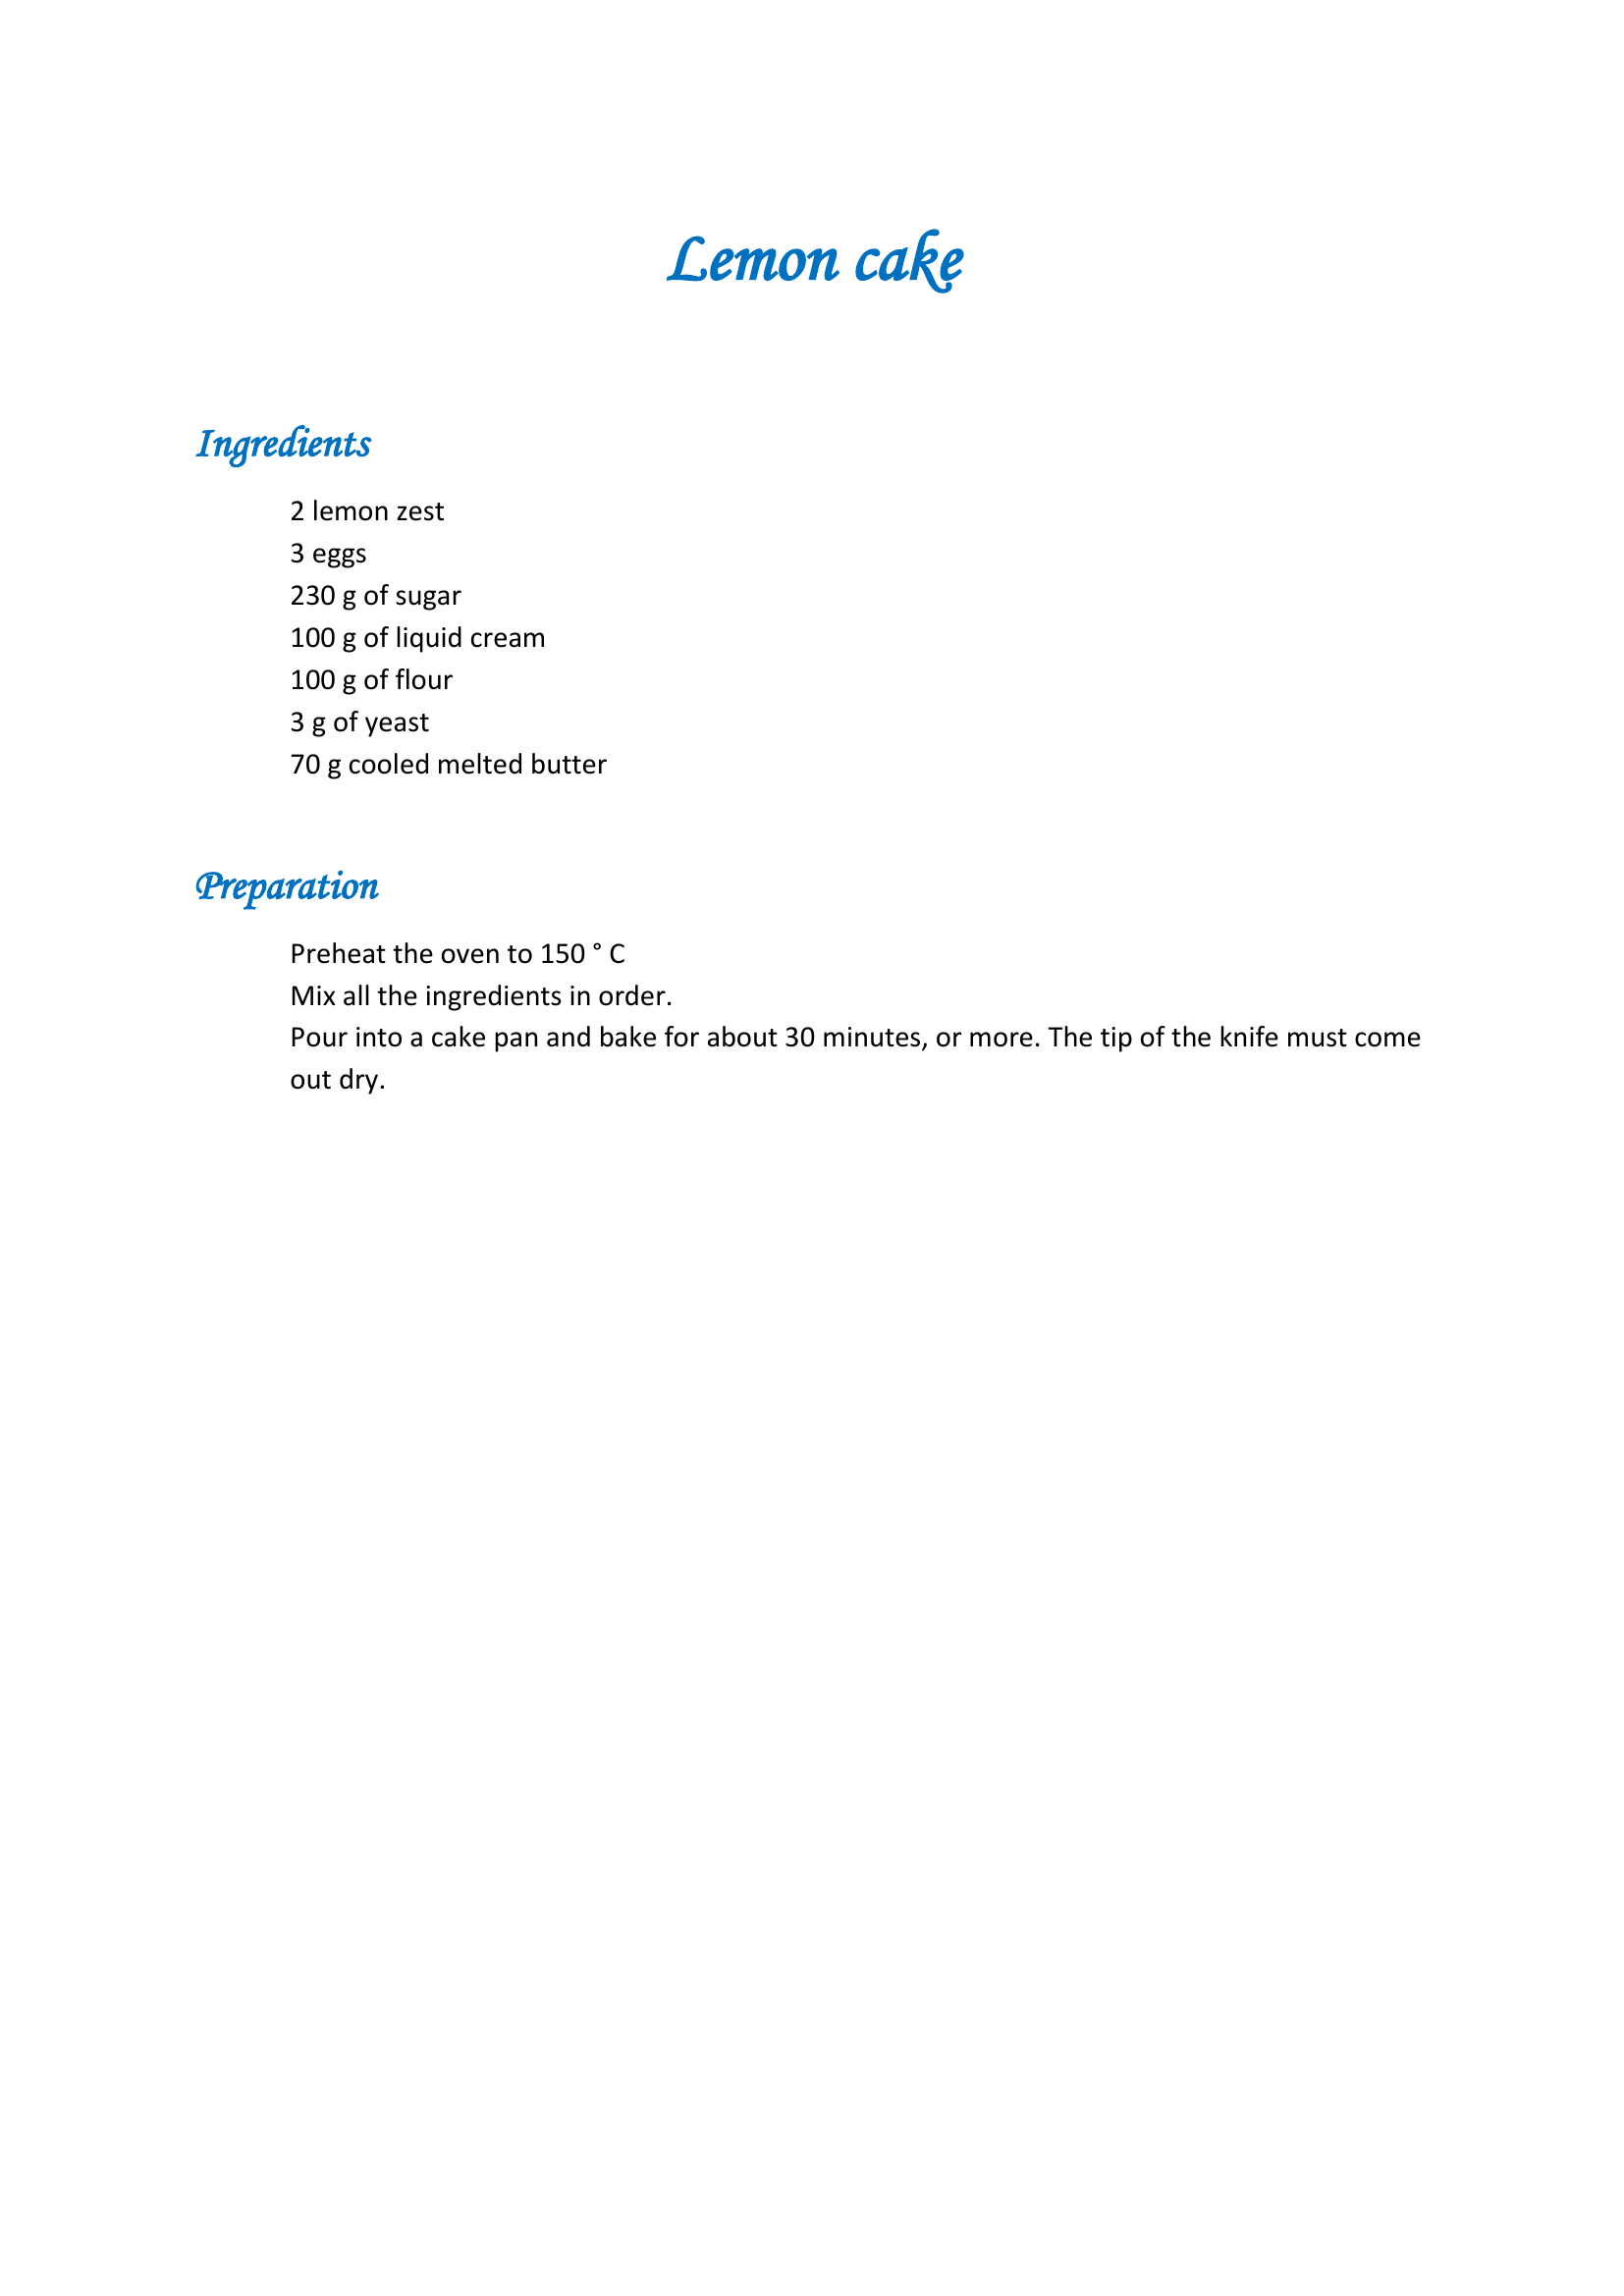 Lemon cake
Ingredients
2 lemon zest
3 eggs
230 g of sugar
100 g of liquid cream
100 g of flour
3 g of yeast
70 g cooled melted butter
Preparation
Preheat the oven to 150 ° C
Mix all the ingredients in order.
Pour into a cake pan and bake for about 30 minutes, or more. The tip of the knife must come
out dry.